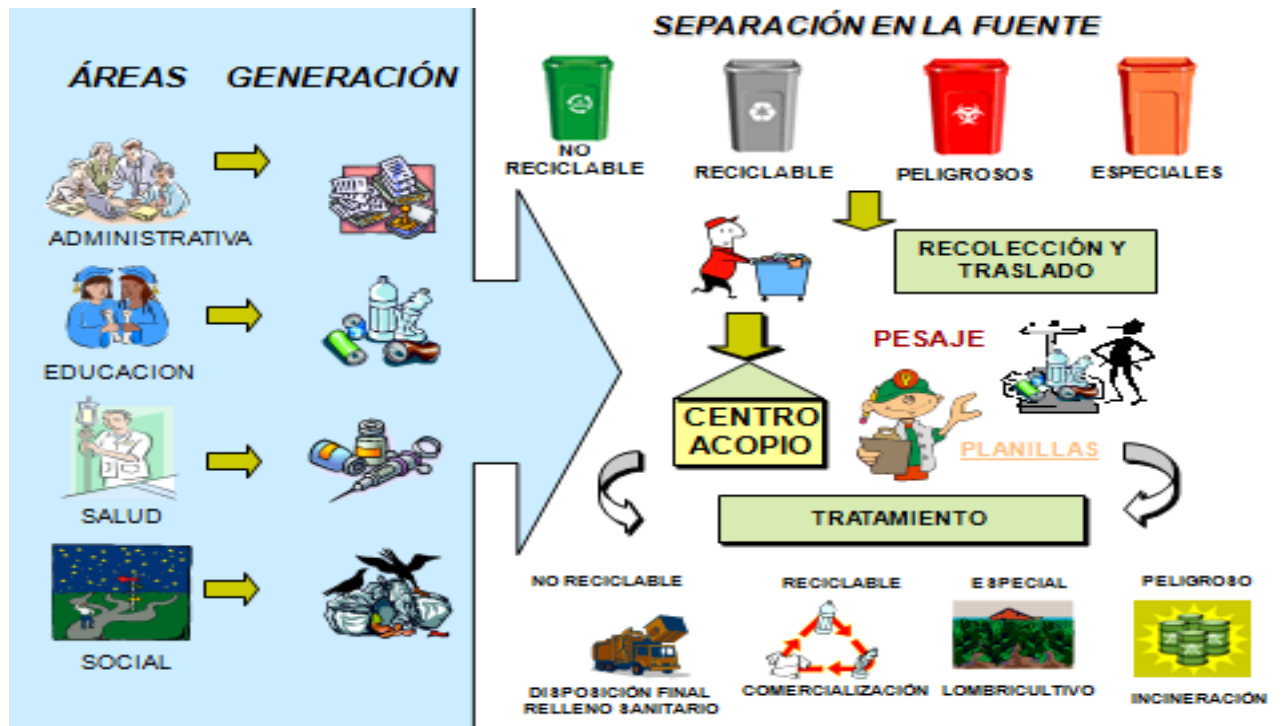 ÁREAS
GENERACIÓN
ADMINISTRATIVA
EDUCACION
SALUD
SOCIAL
SEPARACIÓN EN LA FUENTE
NO
RECICLABLE
RECICLABLE
PELIGROSOS
ESPECIALES
RECOLECCIÓN Y
TRASLADO
PESAJE
CENTRO
ACOPIO
PLANILLAS
TRATAMIENTO
NO RECICLABLE
RECICLABLE
ESPECIAL
PELIGROSO
DISPOSICIÓN FINAL
RELLENO SANITARIO
COMERCIALIZACIÓN
LOMBRICULTIVO
INCINERACIÓN